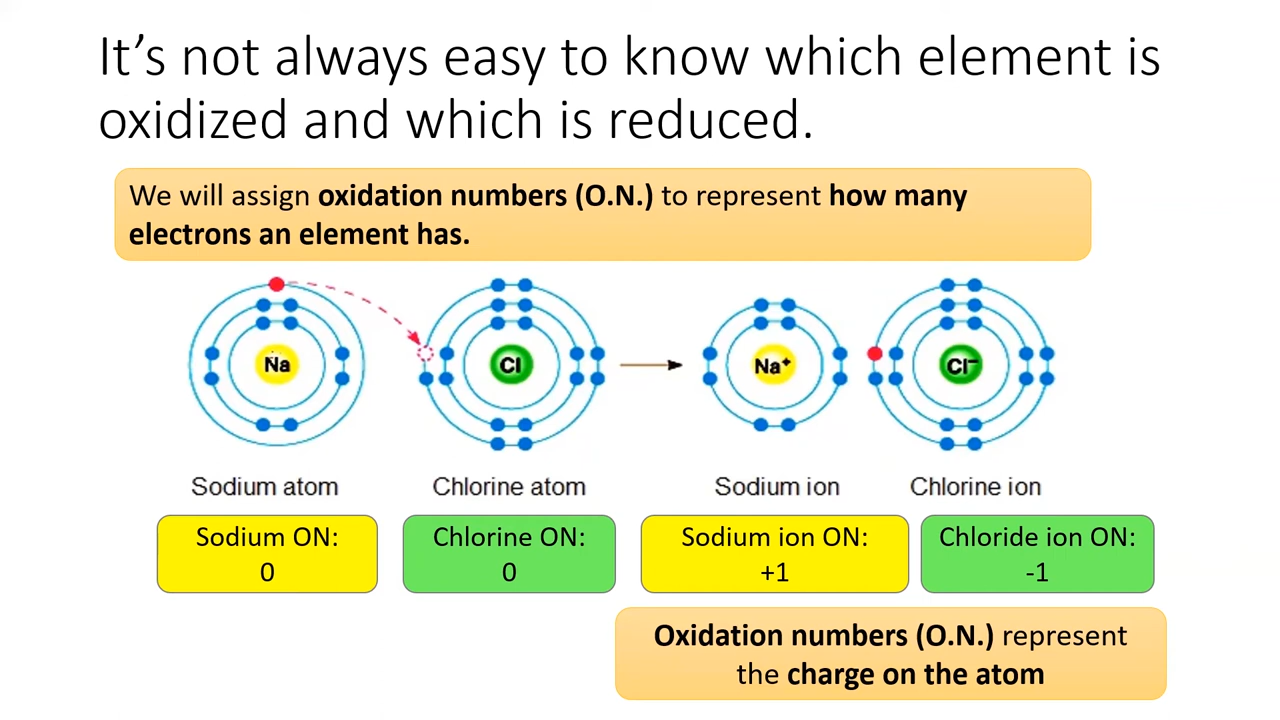 It’s not always easy to know which element is
oxidized and which is reduced.
We will assign oxidation numbers (O.N.) to represent how many
electrons an element has.
Na
Cl
Na⁺
Cl⁻
Sodium atom
Chlorine atom
Sodium ion
Chlorine ion
Sodium ON:
0
Chlorine ON:
0
Sodium ion ON:
+1
Chloride ion ON:
-1
Oxidation numbers (O.N.) represent
the charge on the atom